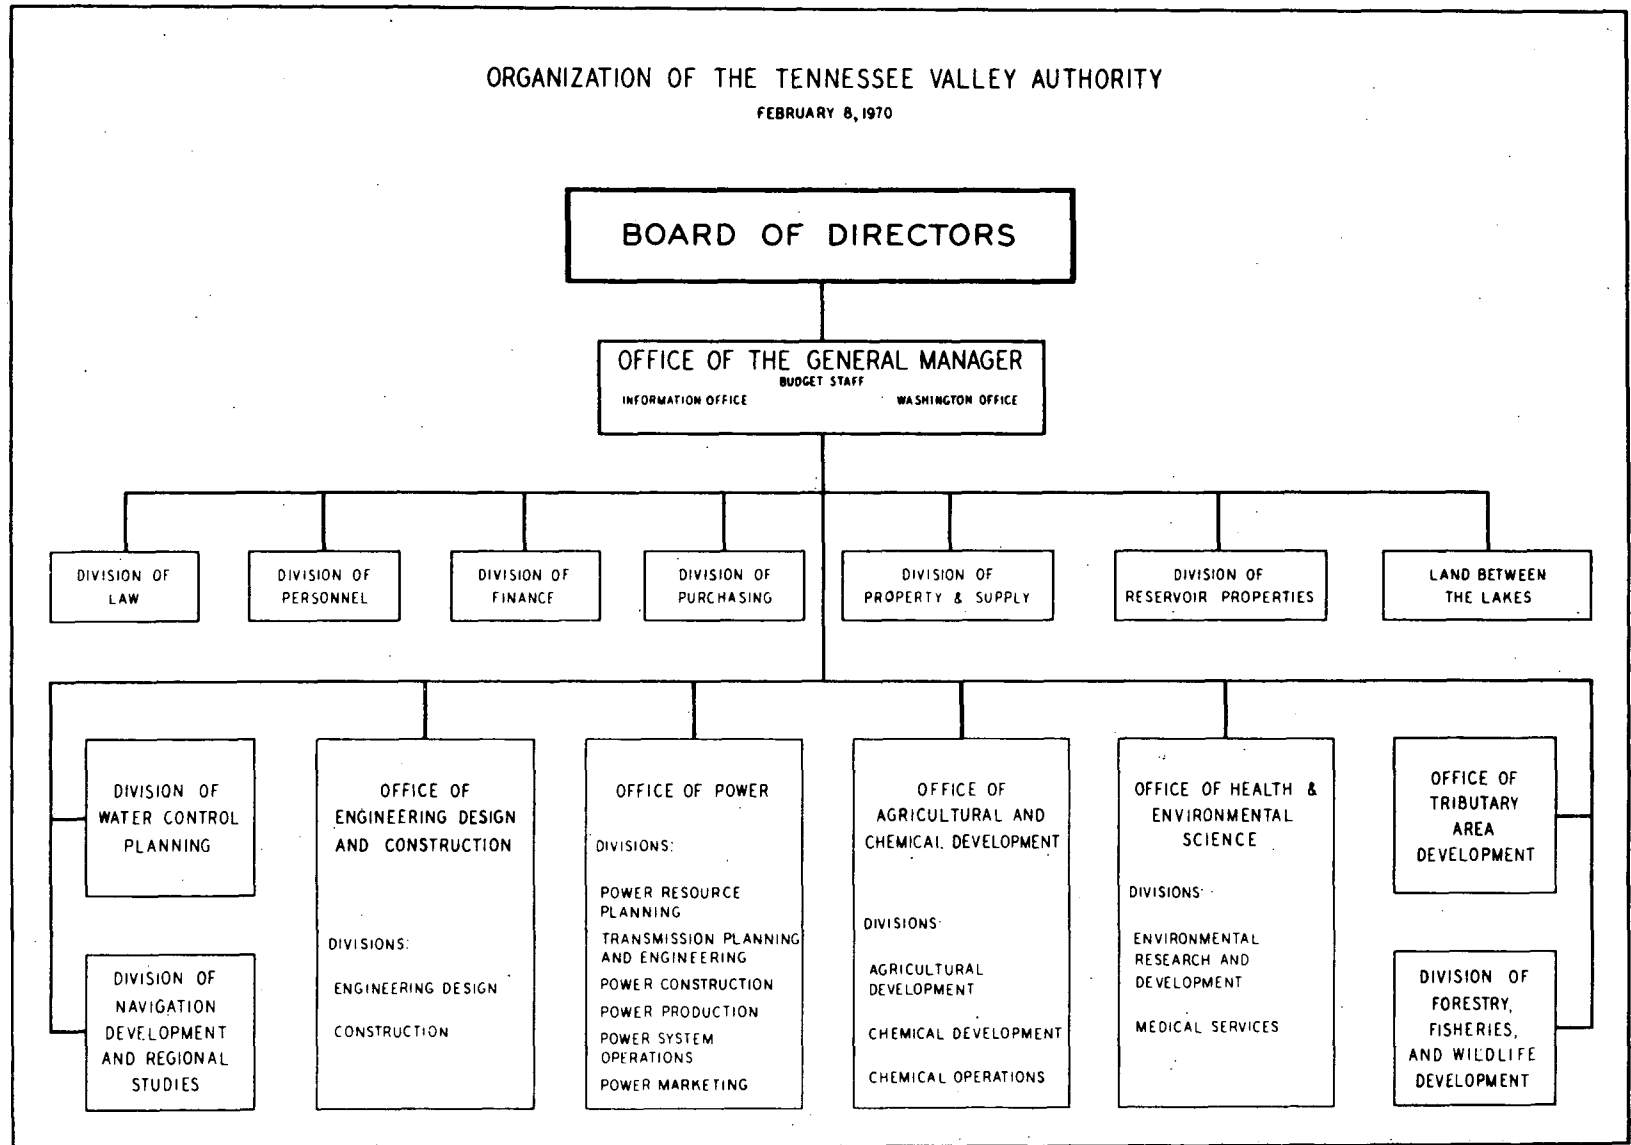 ORGANIZATION OF THE TENNESSEE VALLEY AUTHORITY
FEBRUARY 8, 1970
BOARD OF DIRECTORS
OFFICE OF THE GENERAL MANAGER
BUDGET STAFF
INFORMATION OFFICE
WASHINGTON OFFICE
DIVISION OF
LAW
DIVISION OF
PERSONNEL
DIVISION OF
FINANCE
DIVISION OF
PURCHASING
DIVISION OF
PROPERTY & SUPPLY
DIVISION OF
RESERVOIR PROPERTIES
LAND BETWEEN
THE LAKES
DIVISION OF
WATER CONTROL
PLANNING
DIVISION OF
NAVIGATION
DEVELOPMENT
AND REGIONAL
STUDIES
OFFICE OF
ENGINEERING DESIGN
AND CONSTRUCTION
DIVISIONS:
ENGINEERING DESIGN
CONSTRUCTION
OFFICE OF POWER
DIVISIONS:
POWER RESOURCE
PLANNING
TRANSMISSION PLANNING
AND ENGINEERING
POWER CONSTRUCTION
POWER PRODUCTION
POWER SYSTEM
OPERATIONS
POWER MARKETING
OFFICE OF
AGRICULTURAL AND
CHEMICAL DEVELOPMENT
DIVISIONS:
AGRICULTURAL
DEVELOPMENT
CHEMICAL DEVELOPMENT
CHEMICAL OPERATIONS
OFFICE OF HEALTH &
ENVIRONMENTAL
SCIENCE
DIVISIONS:
ENVIRONMENTAL
RESEARCH AND
DEVELOPMENT
MEDICAL SERVICES
OFFICE OF
TRIBUTARY
AREA
DEVELOPMENT
DIVISION OF
FORESTRY,
FISHERIES,
AND WILDLIFE
DEVELOPMENT